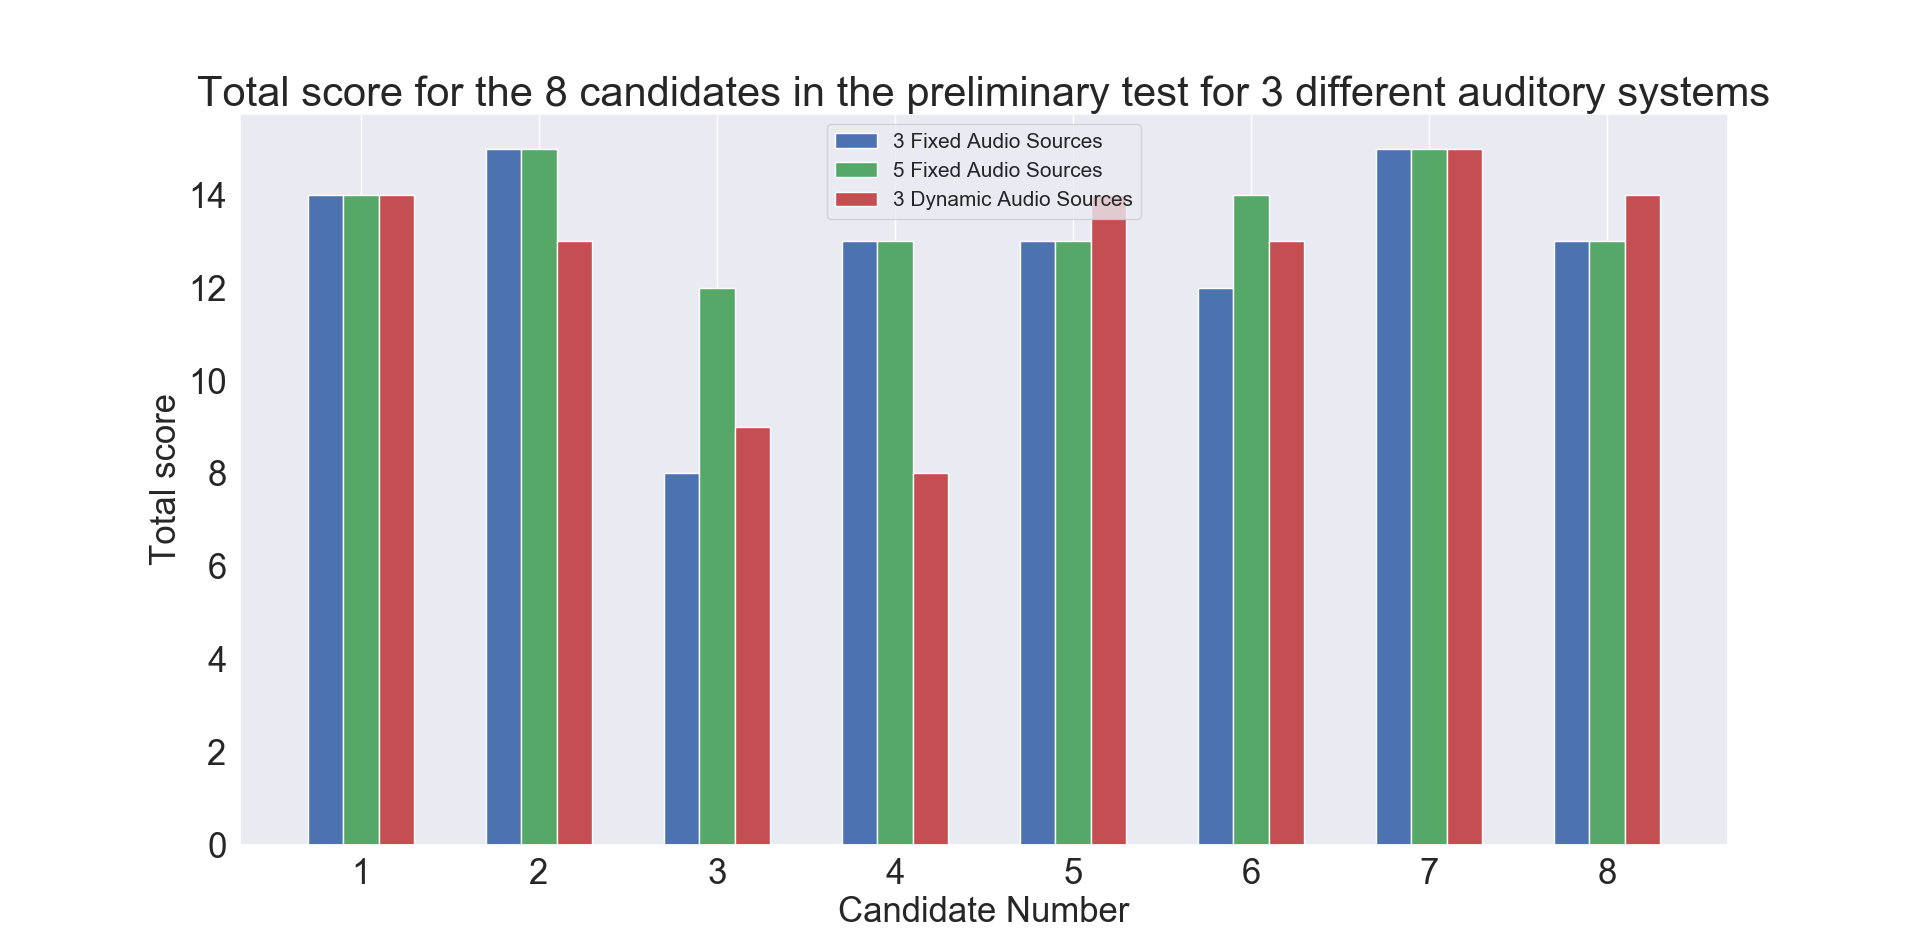 Total score for the 8 candidates in the preliminary test for 3 different auditory systems
3 Fixed Audio Sources
5 Fixed Audio Sources
3 Dynamic Audio Sources
14
12
10
8
6
4
2
0
Total score
1 2 3 4 5 6 7 8
Candidate Number